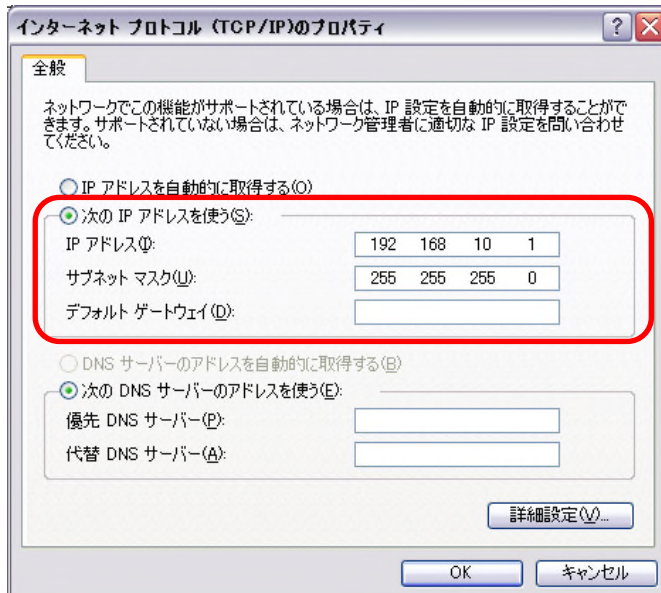 インターネット プロトコル (TCP/IP)のプロパティ
全般
ネットワークでこの機能がサポートされている場合は、IP 設定を自動的に取得することがで
きます。サポートされていない場合は、ネットワーク管理者に適切な IP 設定を問い合わせ
てください。
IP アドレスを自動的に取得する(O)
次の IP アドレスを使う(S):
IP アドレス(I): 192 168 10 1
サブネット マスク(U): 255 255 255 0
デフォルト ゲートウェイ(D):
DNS サーバーのアドレスを自動的に取得する(B)
次の DNS サーバーのアドレスを使う(E):
優先 DNS サーバー(P):
代替 DNS サーバー(A):
詳細設定(V)...
OK キャンセル